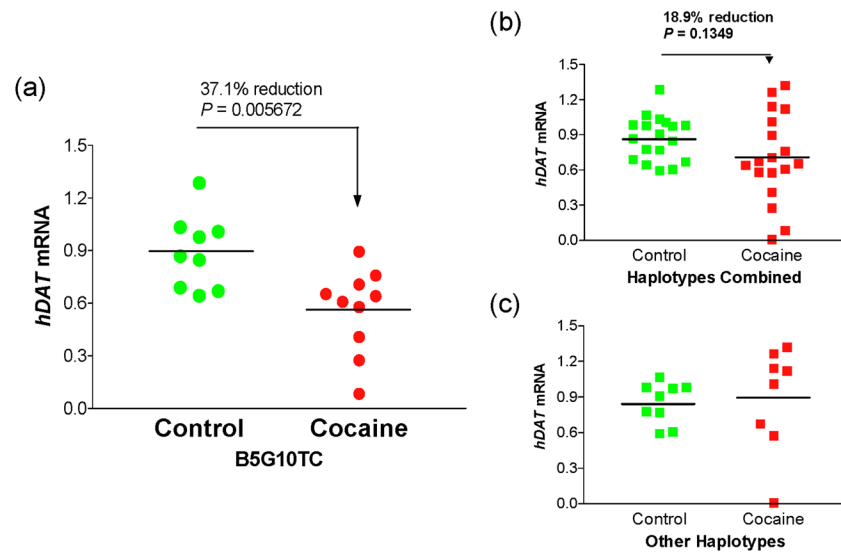 (a)
37.1% reduction
P = 0.005672
hDAT mRNA
1.5
1.2
0.9
0.6
0.3
0.0
Control Cocaine
B5G10TC
(b)
18.9% reduction
P = 0.1349
hDAT mRNA
1.5
1.2
0.9
0.6
0.3
0.0
Control Cocaine
Haplotypes Combined
(c)
hDAT mRNA
1.5
1.2
0.9
0.6
0.3
0.0
Control Cocaine
Other Haplotypes